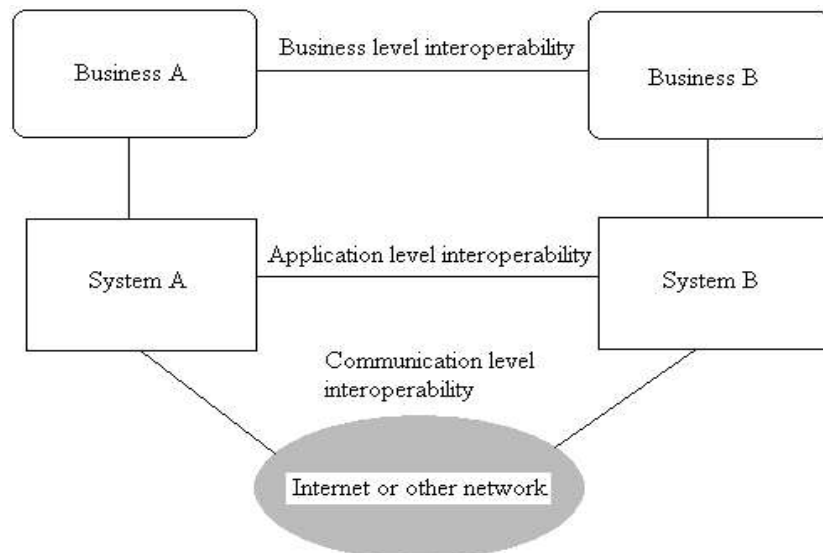 Business level interoperability
Business A
Business B
Application level interoperability
System A
System B
Communication level
interoperability
Internet or other network